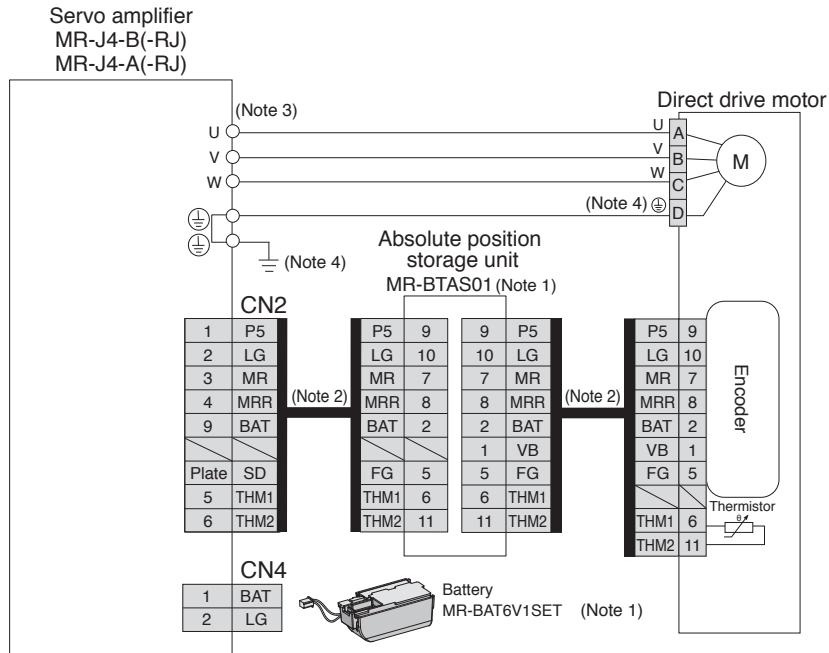 Servo amplifier
MR-J4-B(-RJ)
MR-J4-A(-RJ)
(Note 3)
Direct drive motor
U U A
V V B
W W C
M
(Note 4) D
(Note 4)
Absolute position
storage unit
MR-BTAS01 (Note 1)
CN2
1 P5 P5 9 9 P5 P5 9
2 LG LG 10 10 LG LG 10
3 MR MR 7 7 MR MR 7
4 MRR (Note 2) MRR 8 8 MRR (Note 2) MRR 8
9 BAT BAT 2 2 BAT BAT 2
1 VB VB 1
Plate SD FG 5 5 FG FG 5
5 THM1 THM1 6 6 THM1
6 THM2 THM2 11 11 THM2 THM1 6
THM2 11
Encoder
Thermistor
θ
CN4
1 BAT
2 LG
Battery
MR-BAT6V1SET (Note 1)